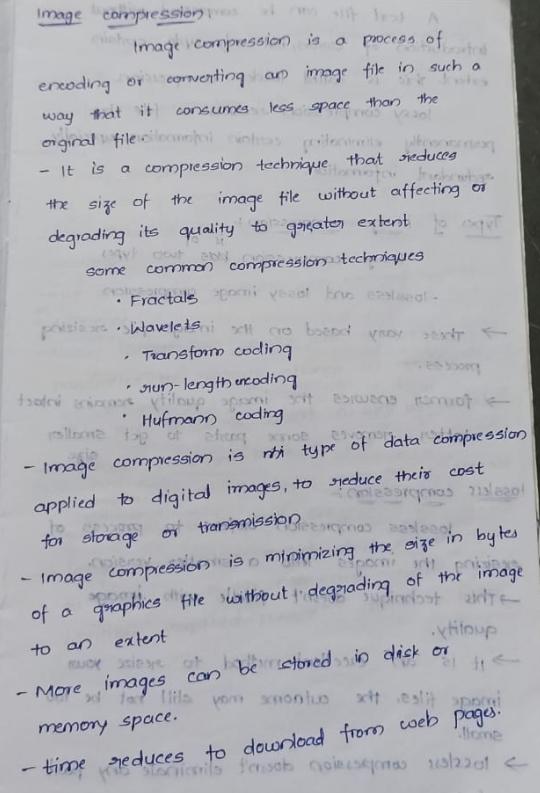 Image compression:
Image compression is a process of
encoding or converting an image file in such a
way that it consumes less space than the
original file
- It is a compression technique that reduces
the size of the image file without affecting or
degrading its quality to greater extent
some common compression techniques
• Fractals
• Wavelets
• Transform coding
• run-length encoding
• Hufmann coding
- Image compression is type of data compression
applied to digital images, to reduce their cost
for storage or transmission
- Image compression is minimizing the size in bytes
of a graphics file without degrading of the image
to an extent
- More images can be stored in disk or
memory space.
- time reduces to download from web pages.